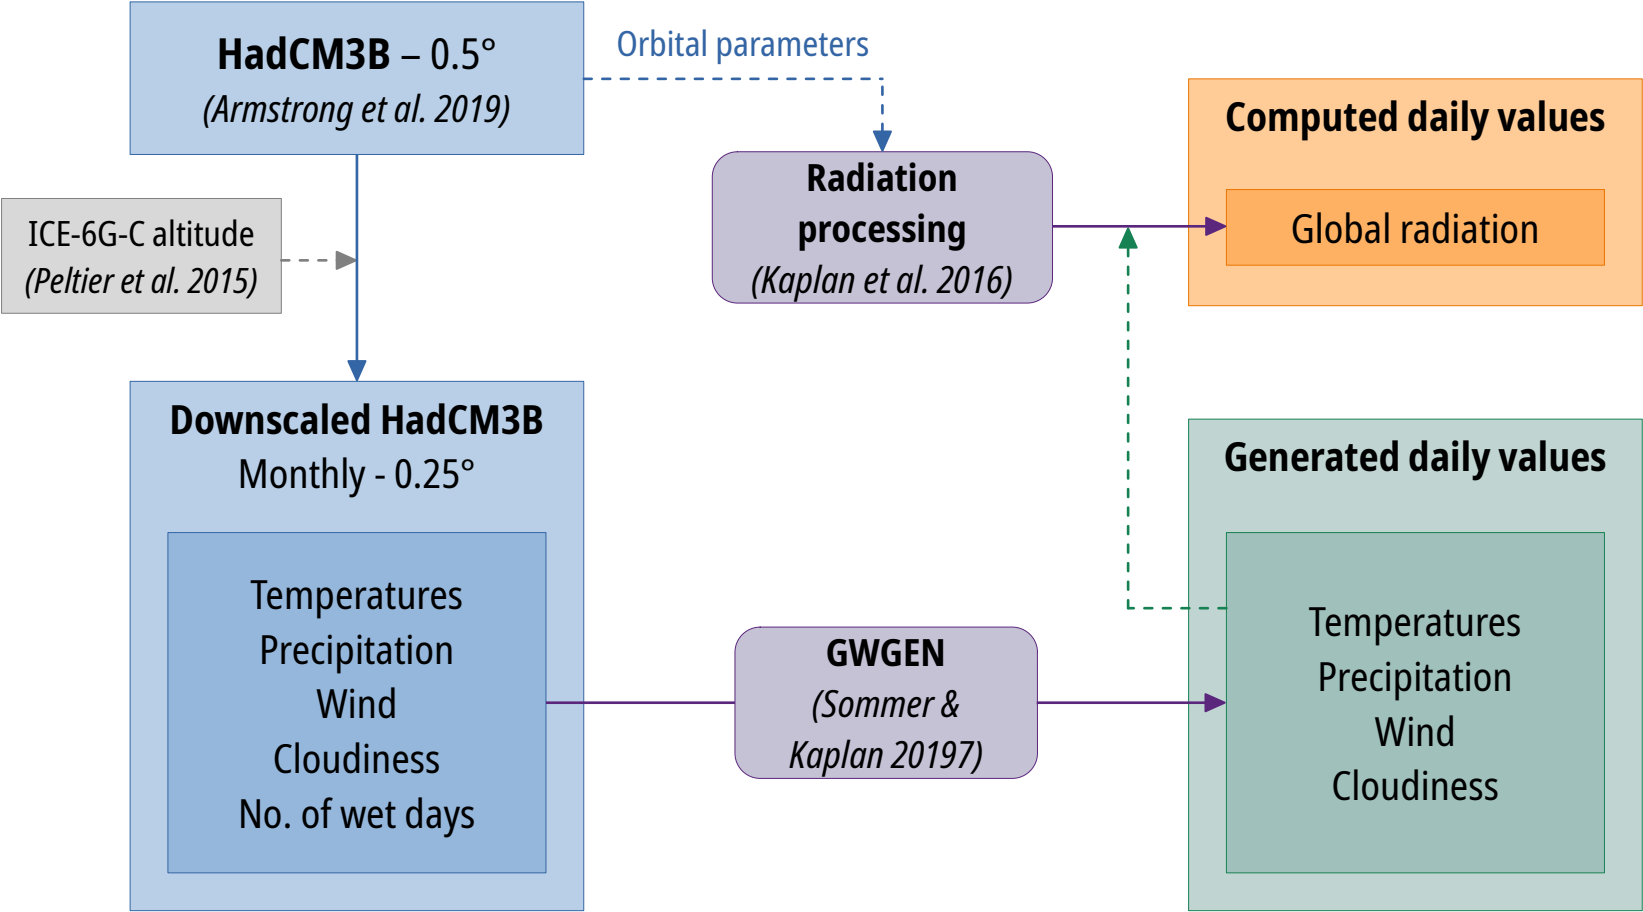 HadCM3B – 0.5°
(Armstrong et al. 2019)
Orbital parameters
ICE-6G-C altitude
(Peltier et al. 2015)
Radiation
processing
(Kaplan et al. 2016)
Computed daily values
Global radiation
Downscaled HadCM3B
Monthly - 0.25°
Temperatures
Precipitation
Wind
Cloudiness
No. of wet days
GWGEN
(Sommer &
Kaplan 20197)
Generated daily values
Temperatures
Precipitation
Wind
Cloudiness